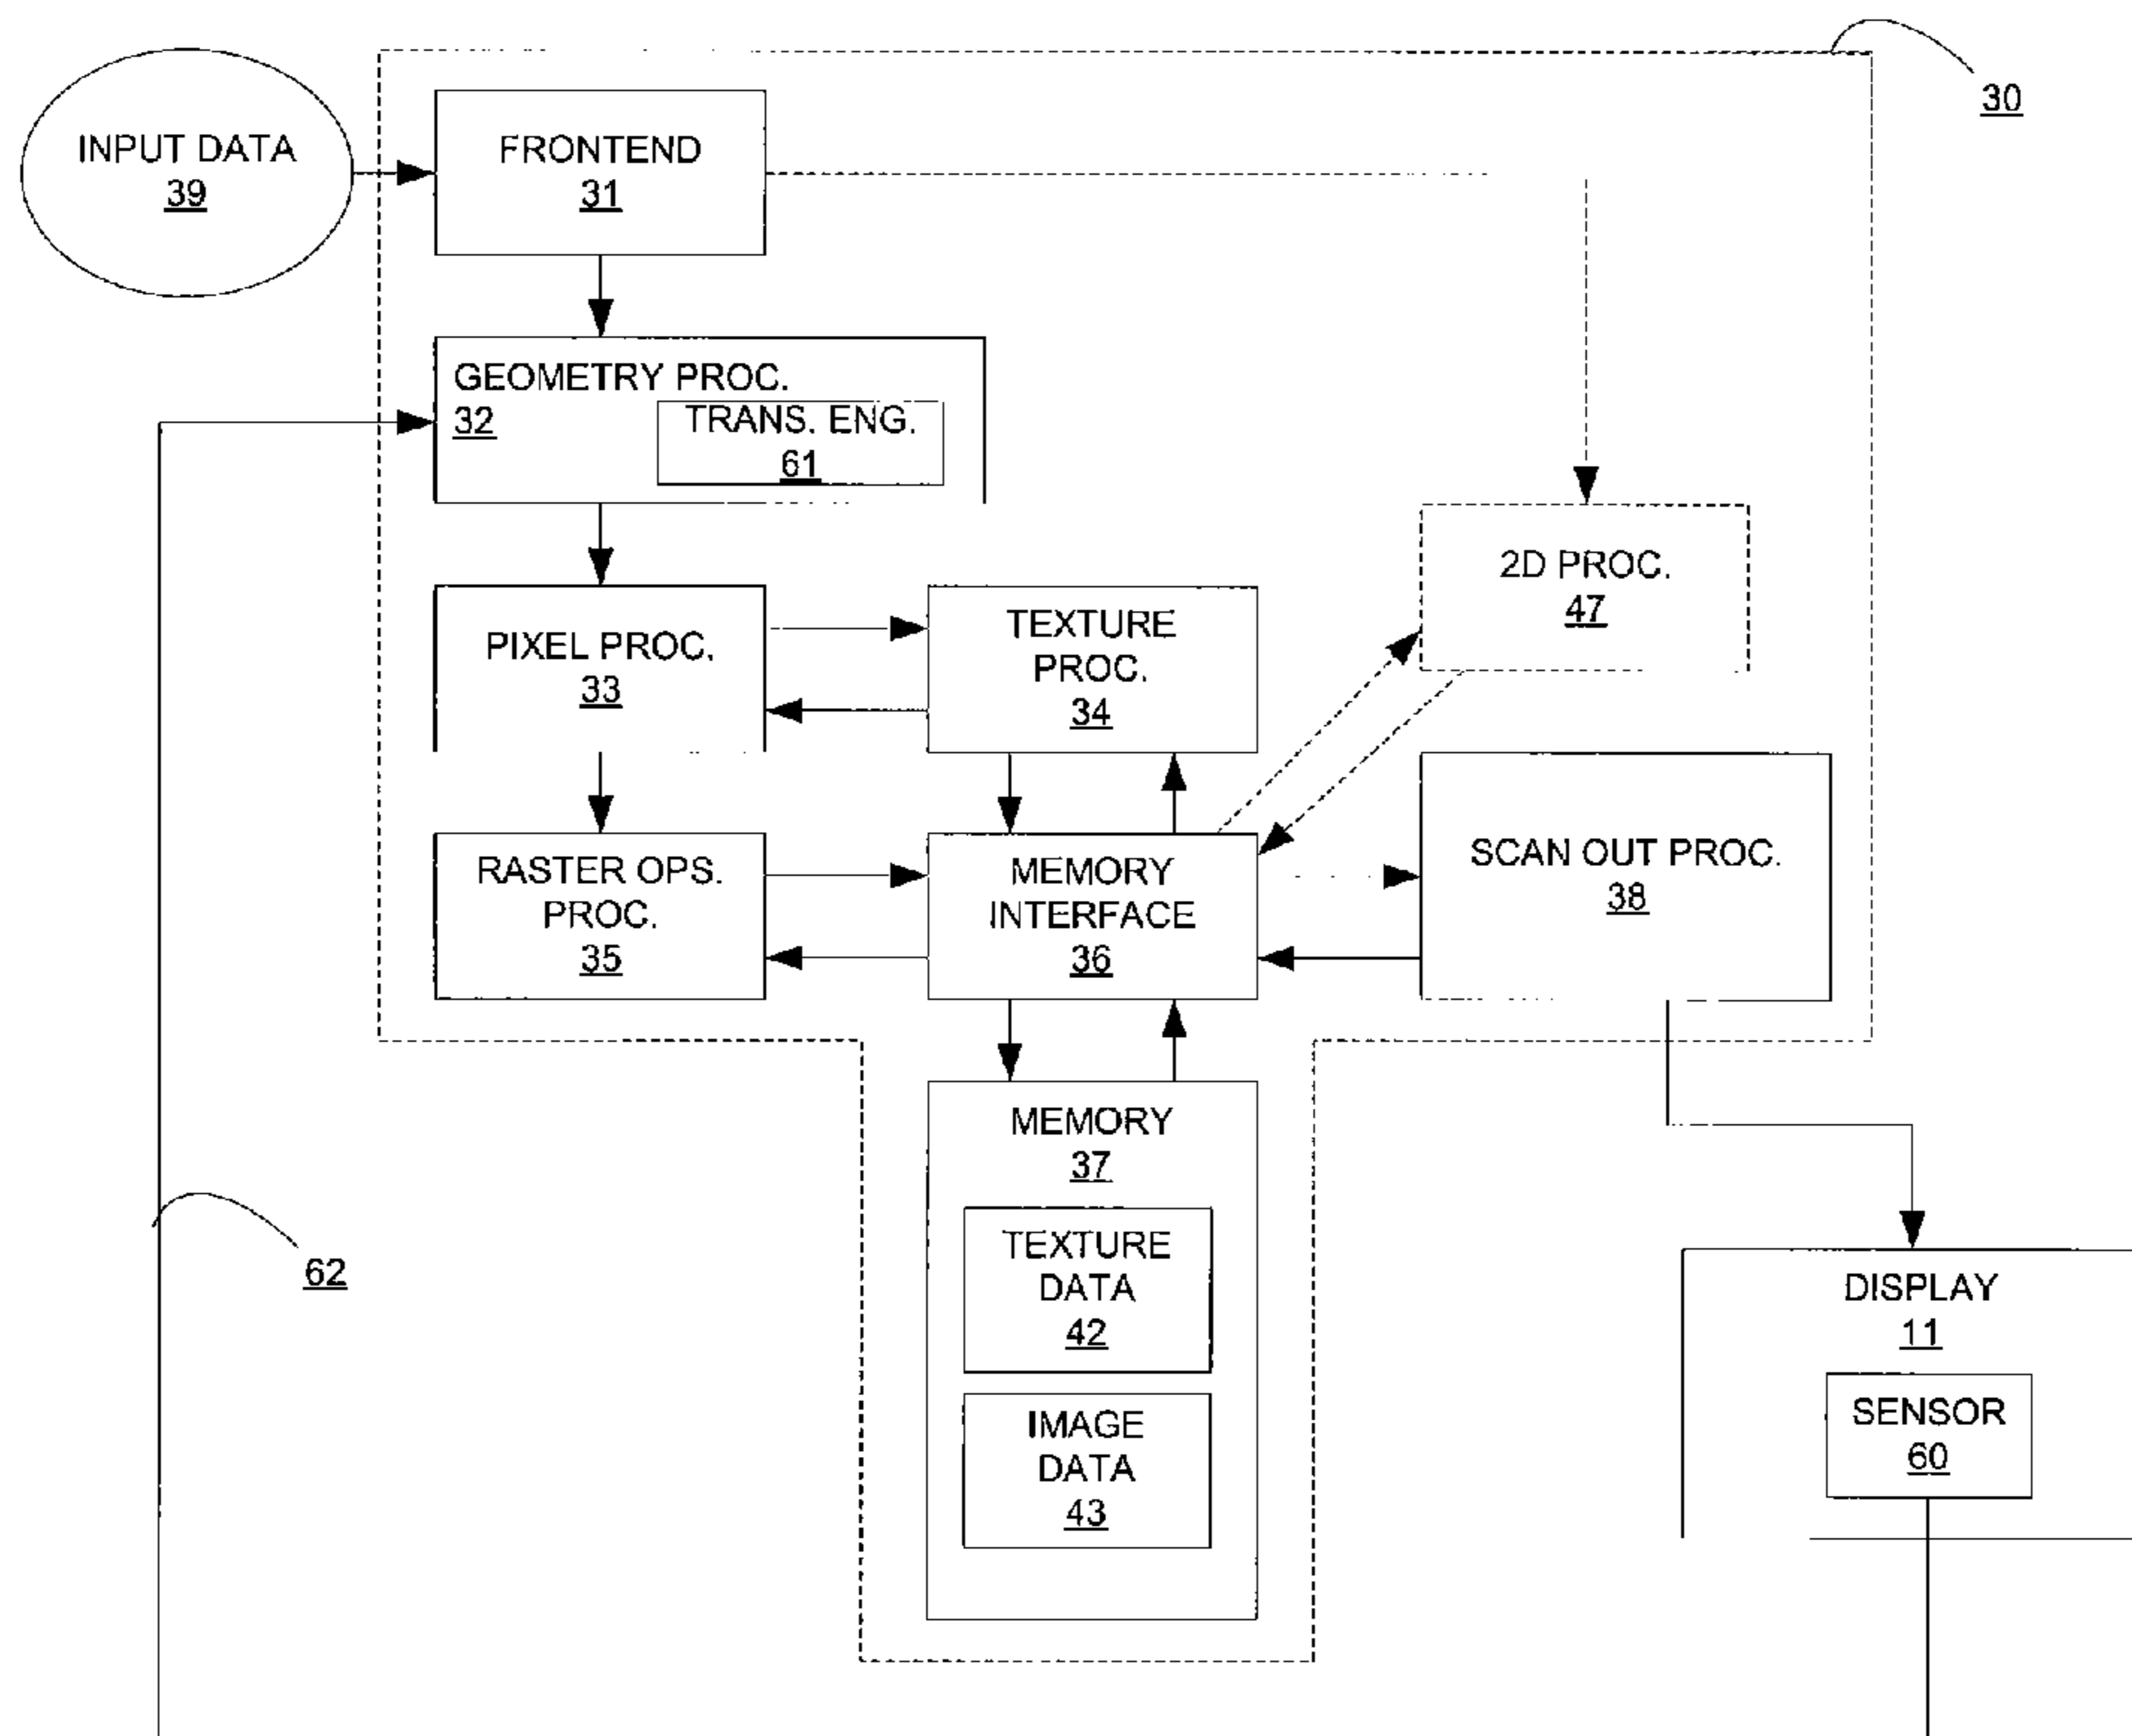 30
INPUT DATA
39
FRONTEND
31
GEOMETRY PROC.
32
TRANS. ENG.
61
2D PROC.
47
PIXEL PROC.
33
TEXTURE
PROC.
34
RASTER OPS.
PROC.
35
MEMORY
INTERFACE
36
SCAN OUT PROC.
38
MEMORY
37
TEXTURE
DATA
42
IMAGE
DATA
43
62
DISPLAY
11
SENSOR
60